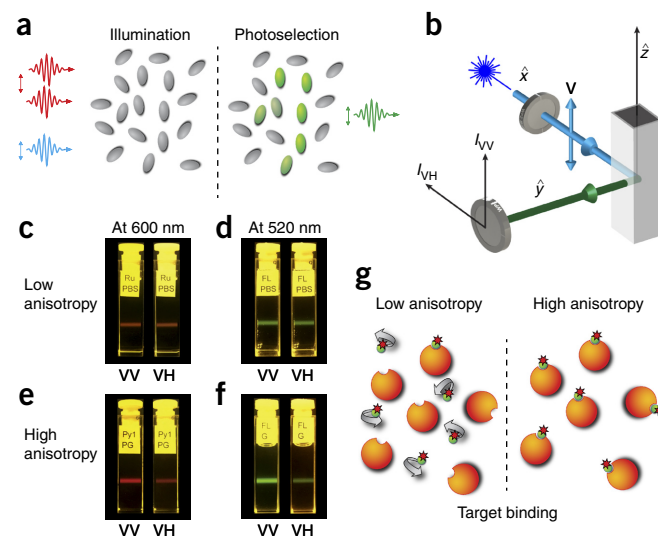 a
Illumination
Photoselection
b
x̂
V
ẑ
I_VV
I_VH
ŷ
c
At 600 nm
d
At 520 nm
Low
anisotropy
Ru
PBS
Ru
PBS
FL
PBS
FL
PBS
VV
VH
VV
VH
e
f
High
anisotropy
Py1
PG
Py1
PG
FL
G
FL
G
VV
VH
VV
VH
g
Low anisotropy
High anisotropy
Target binding